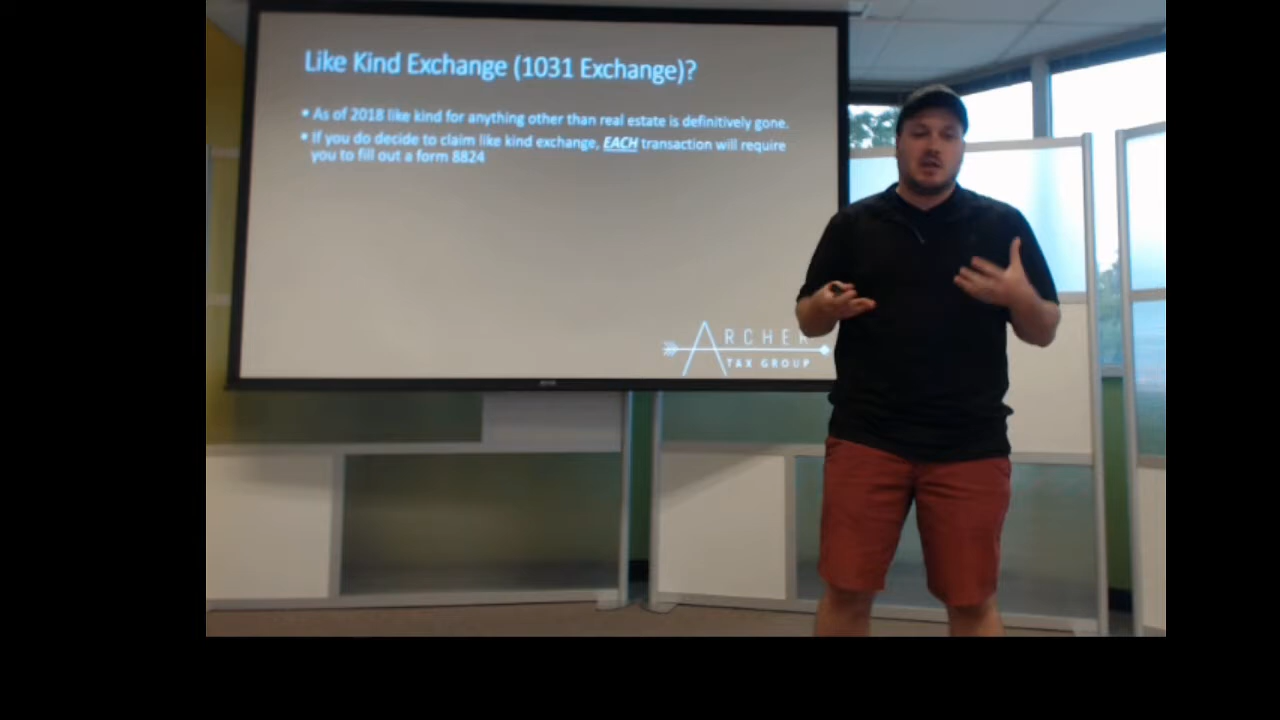 Like Kind Exchange (1031 Exchange)?
• As of 2018 like kind for anything other than real estate is definitively gone.
• If you do decide to claim like kind exchange, EACH transaction will require
you to fill out a form 8824
ARCHER
TAX GROUP